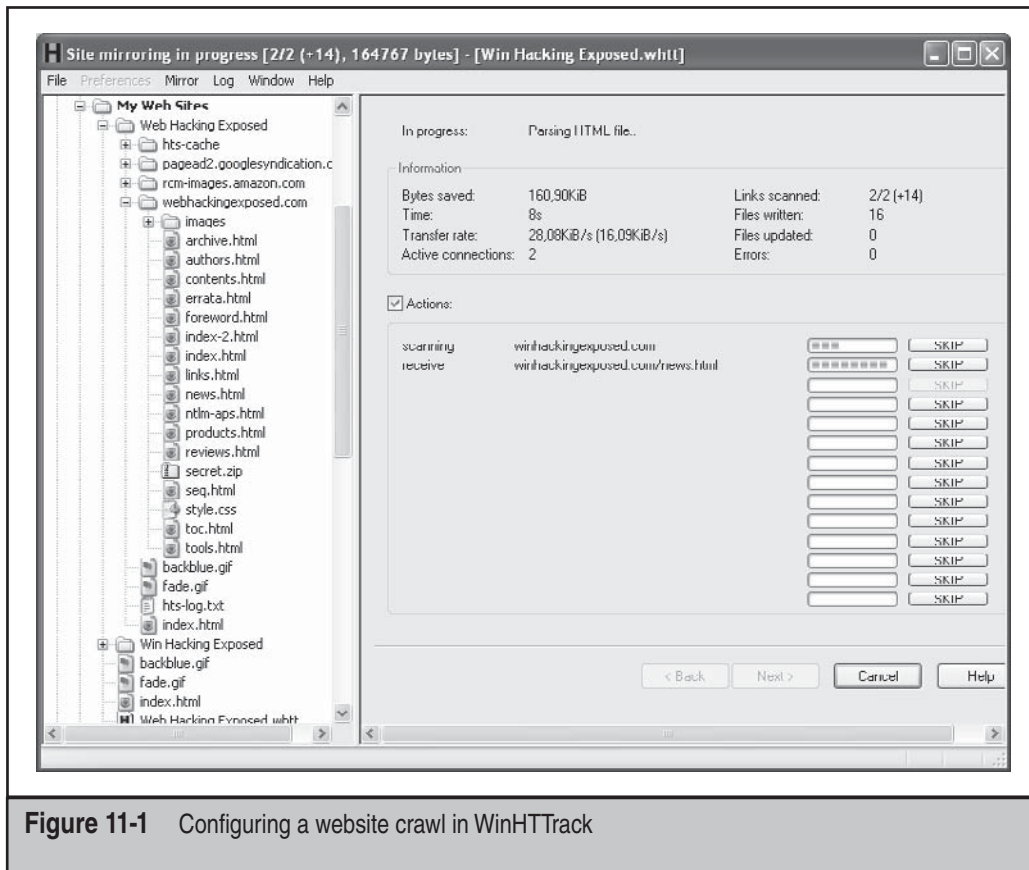 Site mirroring in progress [2/2 (+14), 164767 bytes] - [Win Hacking Exposed.whtt]
File Preferences Mirror Log Window Help
My Web Sites
Web Hacking Exposed
hts-cache
pagead2.googlesyndication.c
rcm-images.amazon.com
webhackingexposed.com
images
archive.html
authors.html
contents.html
errata.html
foreword.html
index-2.html
index.html
links.html
news.html
ntlm-aps.html
products.html
reviews.html
secret.zip
seq.html
style.css
toc.html
tools.html
backblue.gif
fade.gif
hts-log.txt
index.html
Win Hacking Exposed
backblue.gif
fade.gif
index.html
Web Hacking Exposed.whtt
In progress: Parsing HTML file..
Information
Bytes saved: 160,90KiB Links scanned: 2/2 (+14)
Time: 8s Files written: 16
Transfer rate: 28,08KiB/s (16,09KiB/s) Files updated: 0
Active connections: 2 Errors: 0
Actions:
scanning winhackingexposed.com SKIP
receive winhackingexposed.com/news.html SKIP
SKIP
SKIP
SKIP
SKIP
SKIP
SKIP
SKIP
SKIP
SKIP
SKIP
SKIP
SKIP
< Back Next > Cancel Help
Figure 11-1 Configuring a website crawl in WinHTTrack